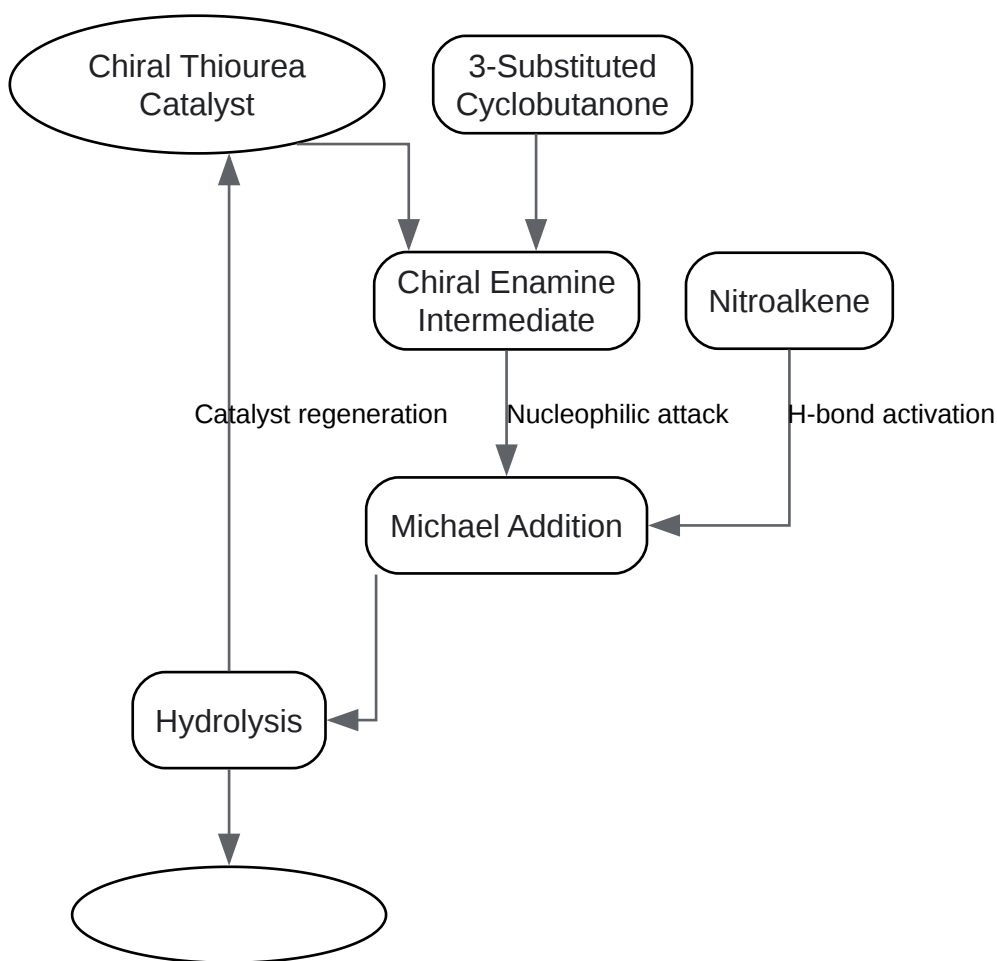 Chiral Thiourea
Catalyst
3-Substituted
Cyclobutanone
Chiral Enamine
Intermediate
Nitroalkene
Catalyst regeneration
Nucleophilic attack
H-bond activation
Michael Addition
Hydrolysis